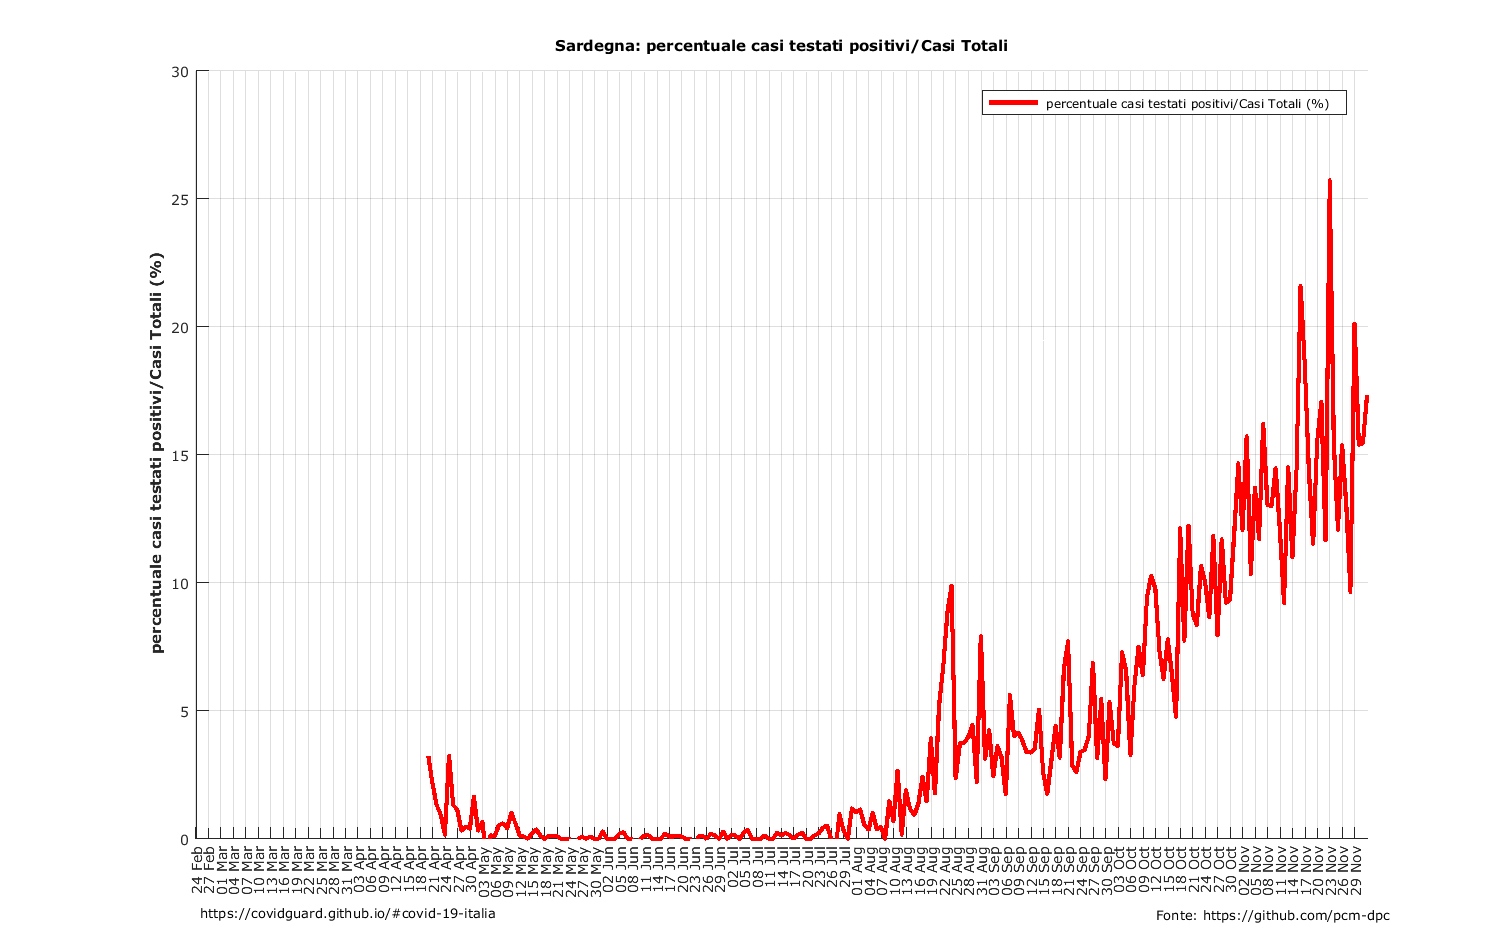 Sardegna: percentuale casi testati positivi/Casi Totali
percentuale casi testati positivi/Casi Totali (%)
percentuale casi testati positivi/Casi Totali (%)
30
25
20
15
10
5
0
24 Feb
27 Feb
01 Mar
04 Mar
07 Mar
10 Mar
13 Mar
16 Mar
19 Mar
22 Mar
25 Mar
28 Mar
31 Mar
03 Apr
06 Apr
09 Apr
12 Apr
15 Apr
18 Apr
21 Apr
24 Apr
27 Apr
30 Apr
03 May
06 May
09 May
12 May
15 May
18 May
21 May
24 May
27 May
30 May
02 Jun
05 Jun
08 Jun
11 Jun
14 Jun
17 Jun
20 Jun
23 Jun
26 Jun
29 Jun
02 Jul
05 Jul
08 Jul
11 Jul
14 Jul
17 Jul
20 Jul
23 Jul
26 Jul
29 Jul
01 Aug
04 Aug
07 Aug
10 Aug
13 Aug
16 Aug
19 Aug
22 Aug
25 Aug
28 Aug
31 Aug
03 Sep
06 Sep
09 Sep
12 Sep
15 Sep
18 Sep
21 Sep
24 Sep
27 Sep
30 Sep
03 Oct
06 Oct
09 Oct
12 Oct
15 Oct
18 Oct
21 Oct
24 Oct
27 Oct
30 Oct
02 Nov
05 Nov
08 Nov
11 Nov
14 Nov
17 Nov
20 Nov
23 Nov
26 Nov
29 Nov
https://covidguard.github.io/#covid-19-italia
Fonte: https://github.com/pcm-dpc